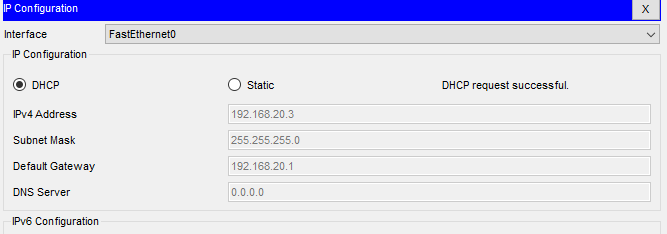 IP Configuration X
Interface FastEthernet0
IP Configuration
DHCP Static DHCP request successful.
IPv4 Address 192.168.20.3
Subnet Mask 255.255.255.0
Default Gateway 192.168.20.1
DNS Server 0.0.0.0
IPv6 Configuration